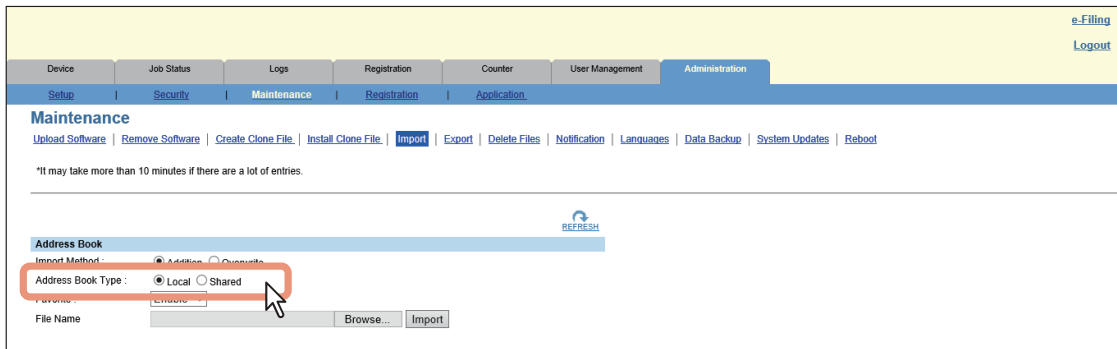 e-Filing
Logout
Device Job Status Logs Registration Counter User Management Administration
Setup | Security | Maintenance | Registration | Application
Maintenance
Upload Software | Remove Software | Create Clone File | Install Clone File | Import | Export | Delete Files | Notification | Languages | Data Backup | System Updates | Reboot
*It may take more than 10 minutes if there are a lot of entries.
REFRESH
Address Book
Import Method : Addition Overwrite
Address Book Type : Local Shared
Favorite : Enable
File Name Browse... Import